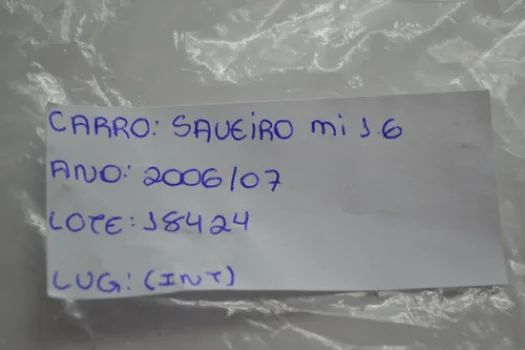 CARRO: SAVEIRO mi 1.6
ANO: 2006/07
LOTE: 18424
LUG: (INT)